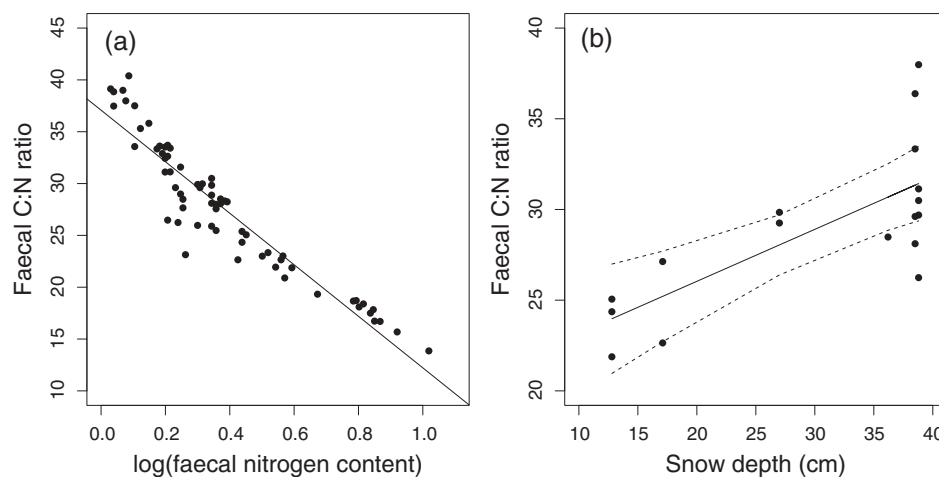 (a)
Faecal C:N ratio
45
40
35
30
25
20
15
10
0.0 0.2 0.4 0.6 0.8 1.0
log(faecal nitrogen content)
(b)
Faecal C:N ratio
40
35
30
25
20
10 15 20 25 30 35 40
Snow depth (cm)